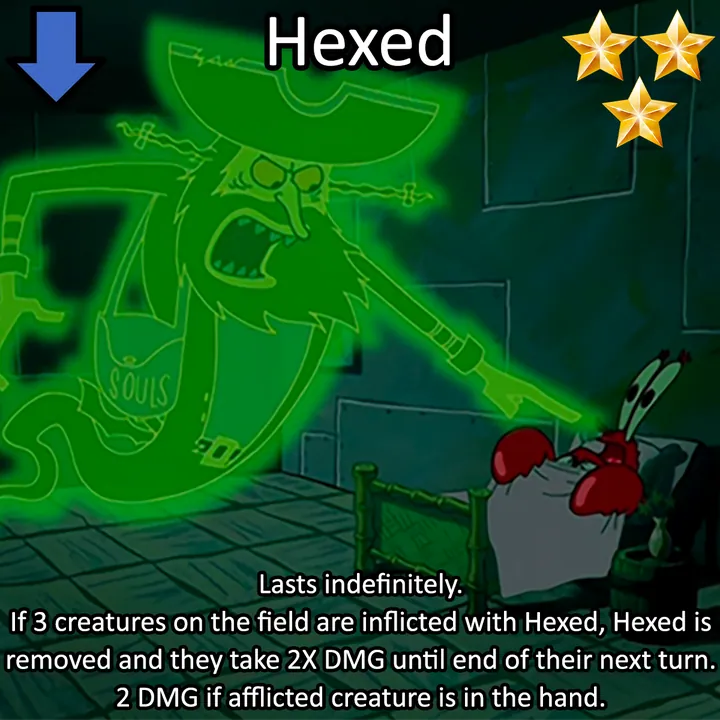 Hexed
SOULS
Lasts indefinitely.
If 3 creatures on the field are inflicted with Hexed, Hexed is
removed and they take 2X DMG until end of their next turn.
2 DMG if afflicted creature is in the hand.